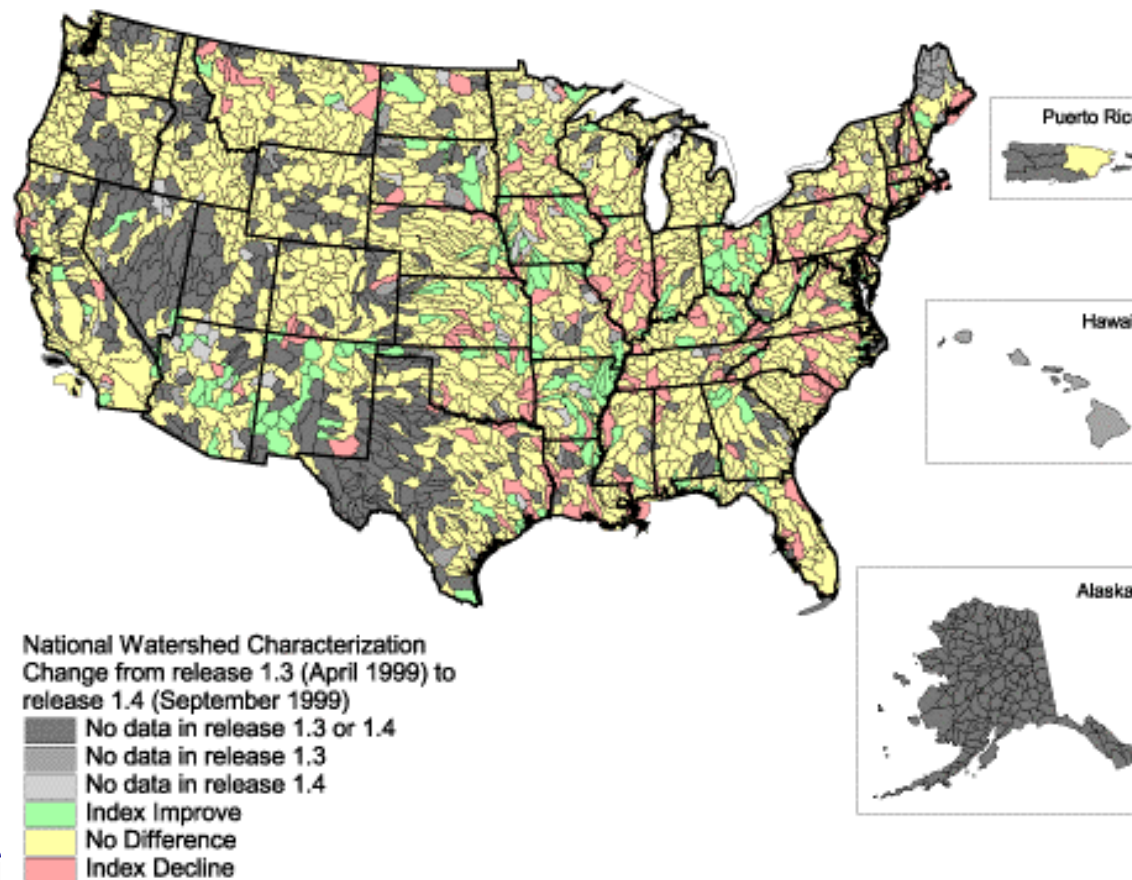 Puerto Ric
Hawai
Alaska
National Watershed Characterization
Change from release 1.3 (April 1999) to
release 1.4 (September 1999)
No data in release 1.3 or 1.4
No data in release 1.3
No data in release 1.4
Index Improve
No Difference
Index Decline